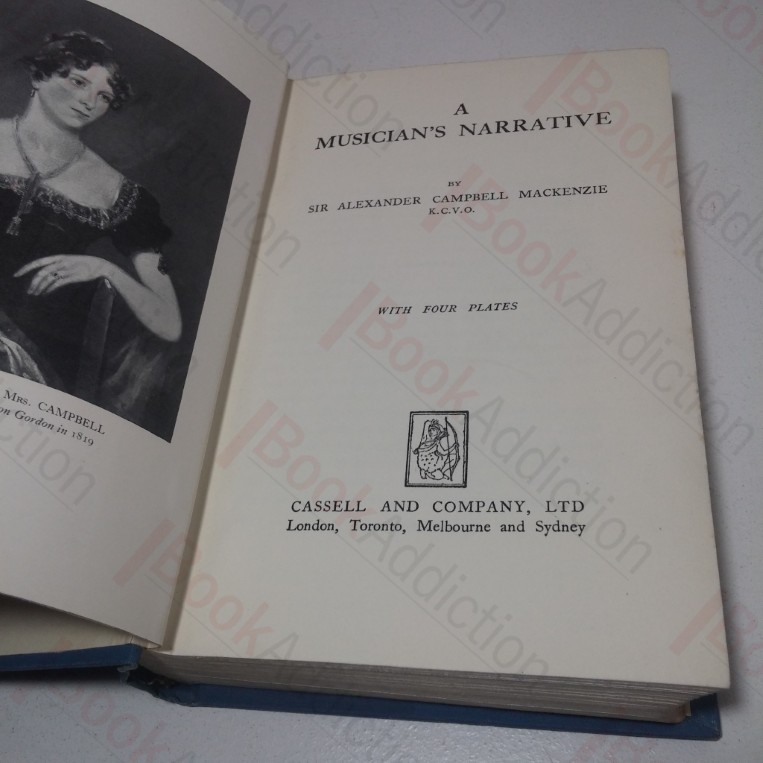 MRS. CAMPBELL
on Gordon in 1819
A
MUSICIAN'S NARRATIVE
BY
SIR ALEXANDER CAMPBELL MACKENZIE
K.C.V.O.
WITH FOUR PLATES
CASSELL AND COMPANY, LTD
London, Toronto, Melbourne and Sydney
BookAddiction